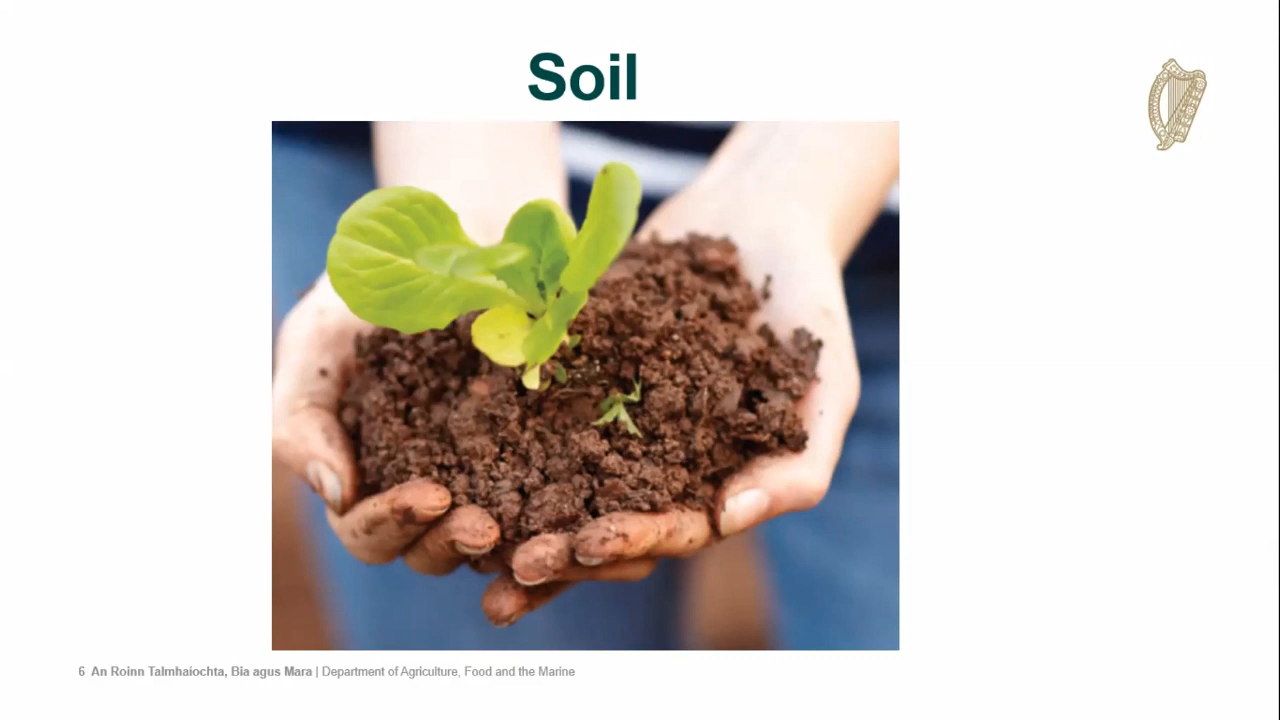 Soil
6 An Roinn Talmhaíochta, Bia agus Mara | Department of Agriculture, Food and the Marine